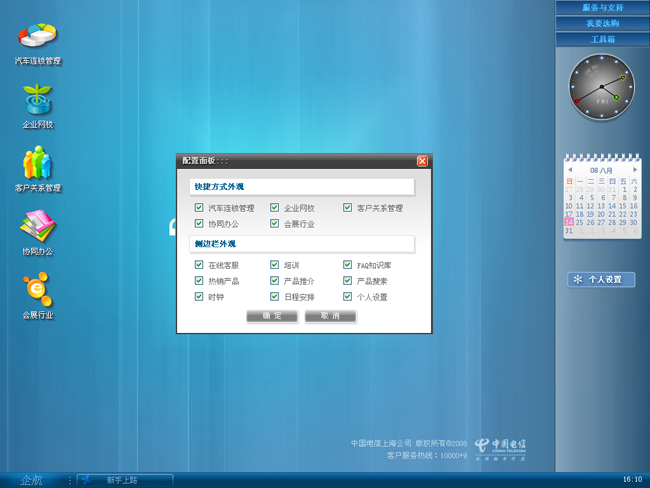 服务与支持
我要选购
工具箱
汽车连锁管理
企业网校
客户关系管理
协同办公
会展行业
FRI
08 八月
日 一 二 三 四 五 六
27 28 29 30 31 1 2
3 4 5 6 7 8 9
10 11 12 13 14 15 16
17 18 19 20 21 22 23
24 25 26 27 28 29 30
31 1 2 3 4 5 6
个人设置
配置面板:::
快捷方式外观
汽车连锁管理 企业网校 客户关系管理
协同办公 会展行业
侧边栏外观
在线客服 培训 FAQ知识库
热销产品 产品推介 产品搜索
时钟 日程安排 个人设置
确 定 取 消
中国电信上海公司 版权所有©2008
客户服务热线：10000+9
中国电信
CHINA TELECOM
企航
新手上路
16:10